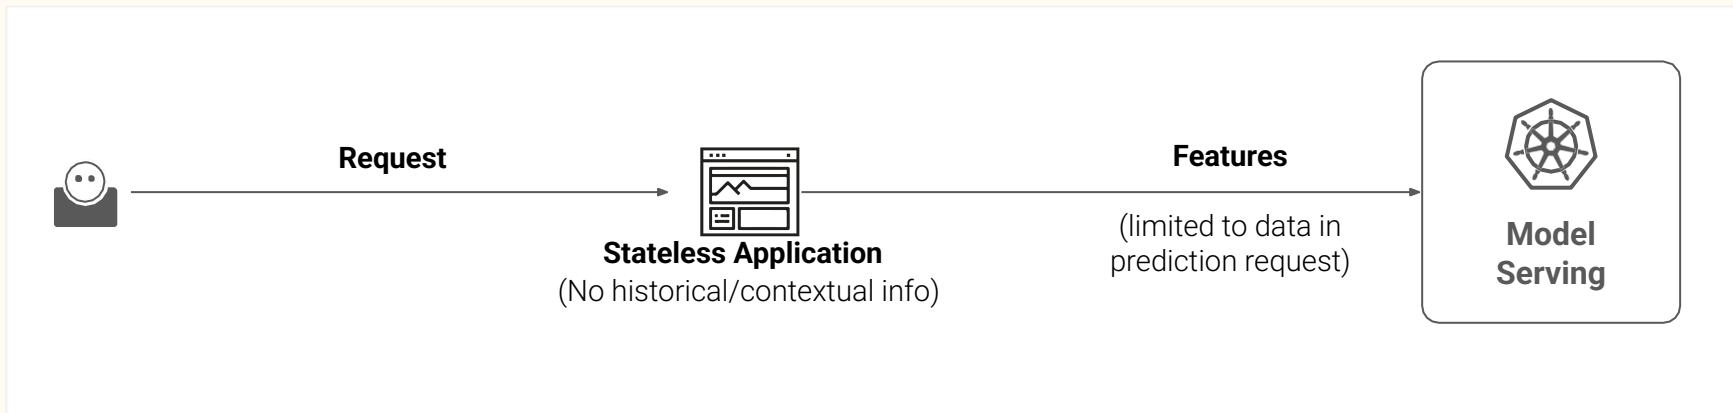 Request
Stateless Application
(No historical/contextual info)
Features
(limited to data in
prediction request)
Model
Serving